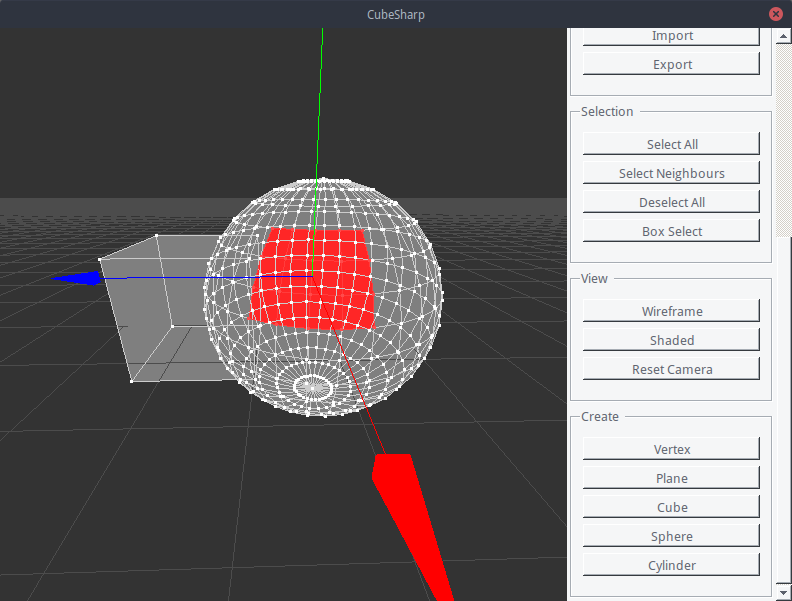 CubeSharp
Import
Export
Selection
Select All
Select Neighbours
Deselect All
Box Select
View
Wireframe
Shaded
Reset Camera
Create
Vertex
Plane
Cube
Sphere
Cylinder